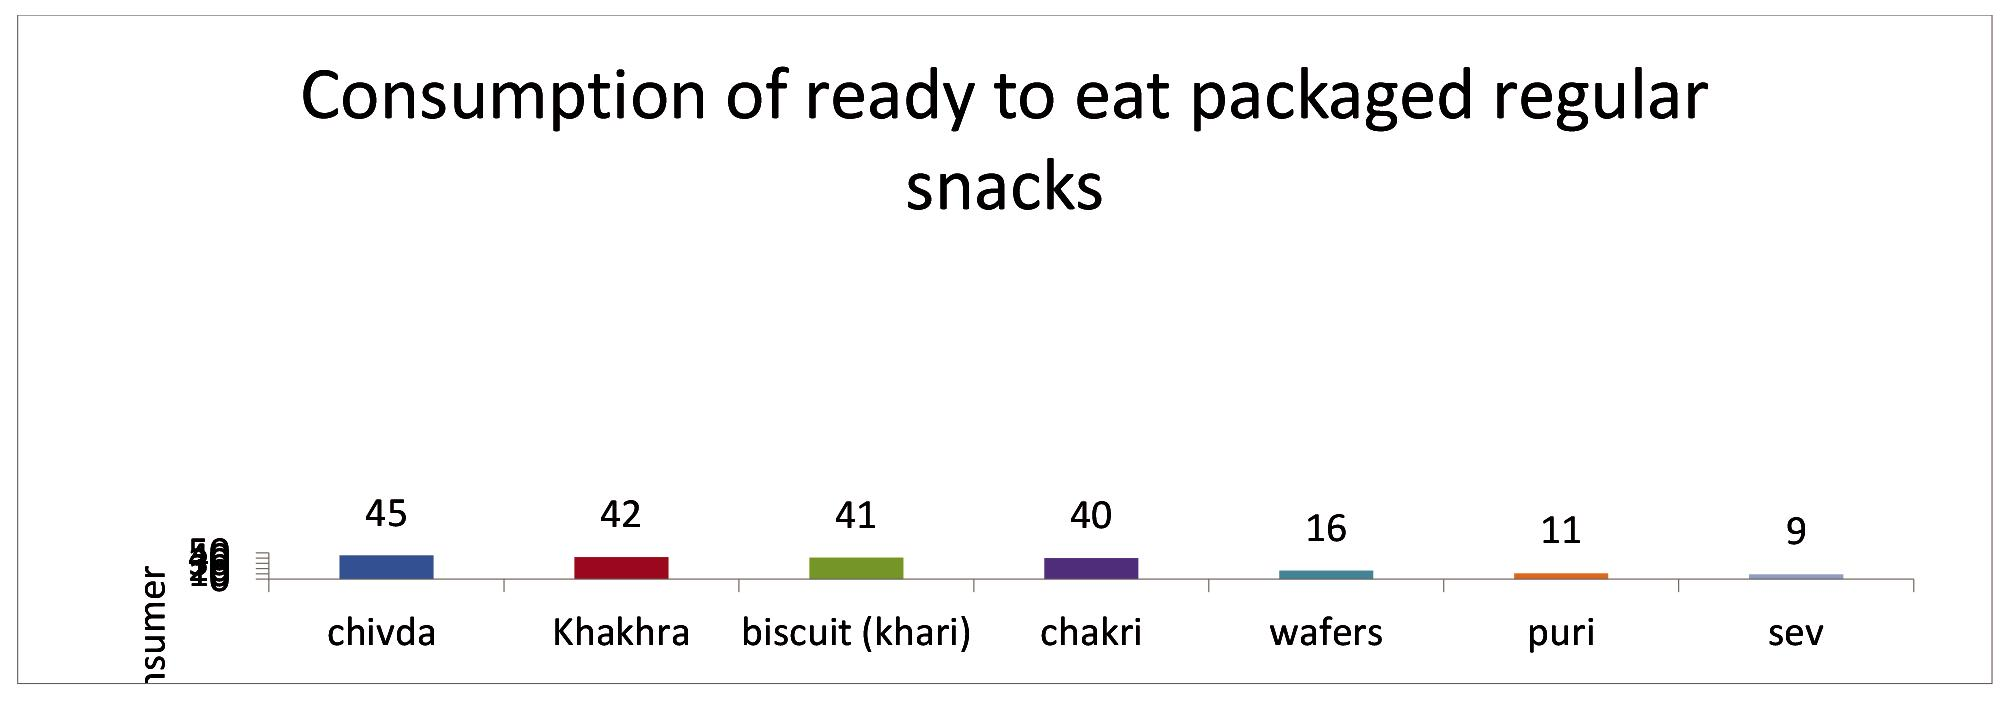 Consumption of ready to eat packaged regular
snacks
45 42 41 40 16 11 9
50
chivda Khakhra biscuit (khari) chakri wafers puri sev